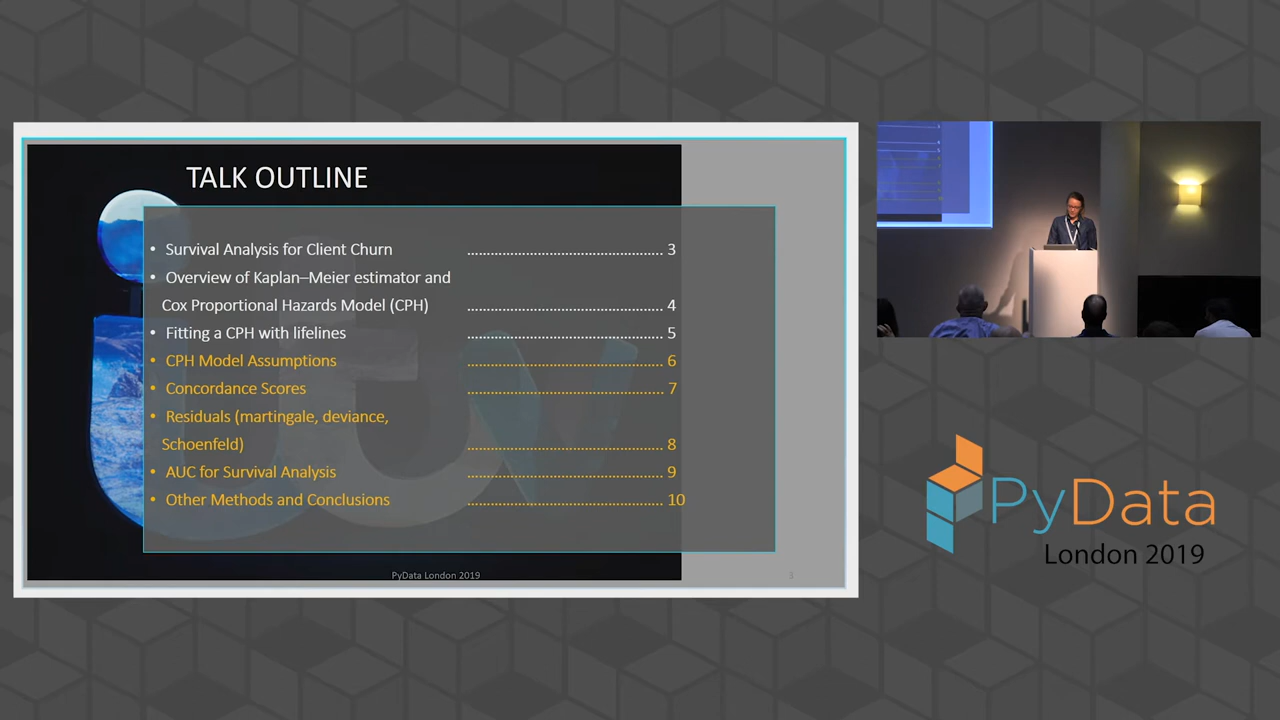 TALK OUTLINE
• Survival Analysis for Client Churn ................................................. 3
• Overview of Kaplan–Meier estimator and
Cox Proportional Hazards Model (CPH) ................................................. 4
• Fitting a CPH with lifelines ................................................. 5
• CPH Model Assumptions ................................................. 6
• Concordance Scores ................................................. 7
• Residuals (martingale, deviance,
Schoenfeld) ................................................. 8
• AUC for Survival Analysis ................................................. 9
• Other Methods and Conclusions ................................................. 10
PyData London 2019
3
PyData
London 2019